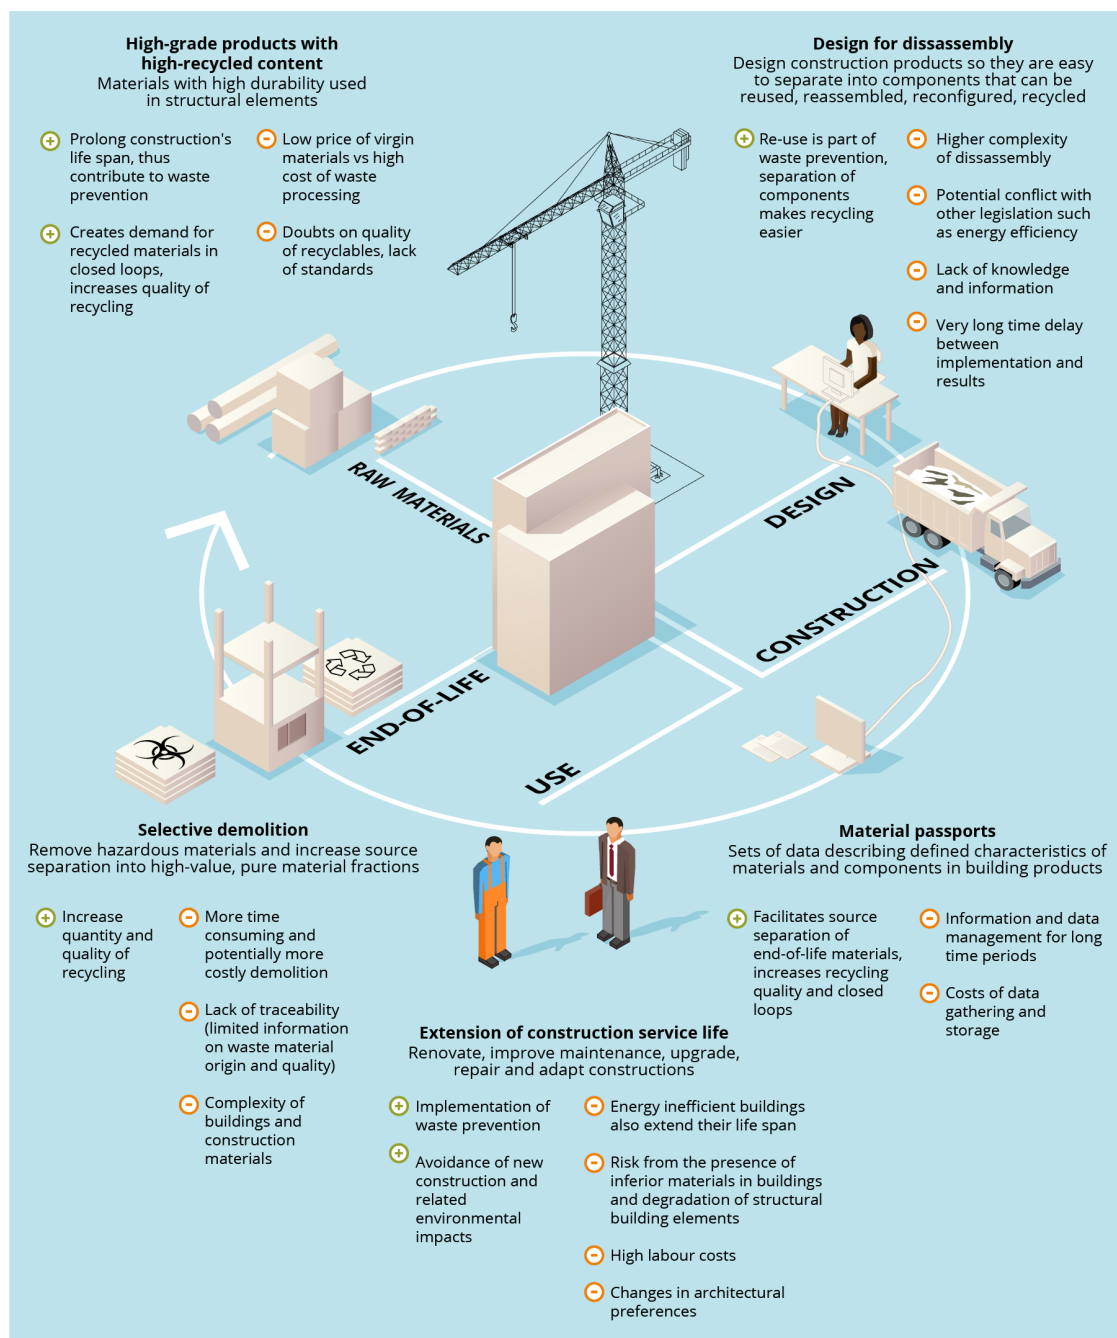 High-grade products with
high-recycled content
Materials with high durability used
in structural elements
Prolong construction's
life span, thus
contribute to waste
prevention
Creates demand for
recycled materials in
closed loops,
increases quality of
recycling
Low price of virgin
materials vs high
cost of waste
processing
Doubts on quality
of recyclables, lack
of standards
Design for dissassembly
Design construction products so they are easy
to separate into components that can be
reused, reassembled, reconfigured, recycled
Re-use is part of
waste prevention,
separation of
components
makes recycling
easier
Higher complexity
of disassembly
Potential conflict with
other legislation such
as energy efficiency
Lack of knowledge
and information
Very long time delay
between
implementation and
results
RAW MATERIALS
DESIGN
CONSTRUCTION
END-OF-LIFE
USE
Selective demolition
Remove hazardous materials and increase source
separation into high-value, pure material fractions
Increase
quantity and
quality of
recycling
More time
consuming and
potentially more
costly demolition
Lack of traceability
(limited information
on waste material
origin and quality)
Complexity of
buildings and
construction
materials
Material passports
Sets of data describing defined characteristics of
materials and components in building products
Facilitates source
separation of
end-of-life materials,
increases recycling
quality and closed
loops
Information and data
management for long
time periods
Costs of data
gathering and
storage
Extension of construction service life
Renovate, improve maintenance, upgrade,
repair and adapt constructions
Implementation of
waste prevention
Avoidance of new
construction and
related
environmental
impacts
Energy inefficient buildings
also extend their life span
Risk from the presence of
inferior materials in buildings
and degradation of structural
building elements
High labour costs
Changes in architectural
preferences